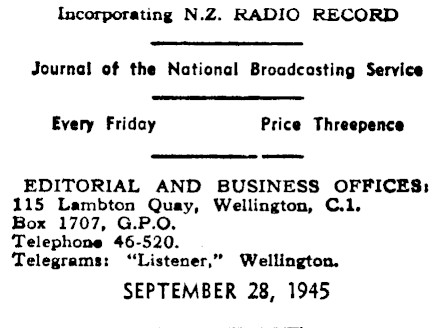 Incorporating N.Z. RADIO RECORD
Journal of the National Broadcasting Service
Every Friday Price Threepence
EDITORIAL AND BUSINESS OFFICES:
115 Lambton Quay, Wellington, C.1.
Box 1707, G.P.O.
Telephone 46-520.
Telegrams: "Listener," Wellington.
SEPTEMBER 28, 1945